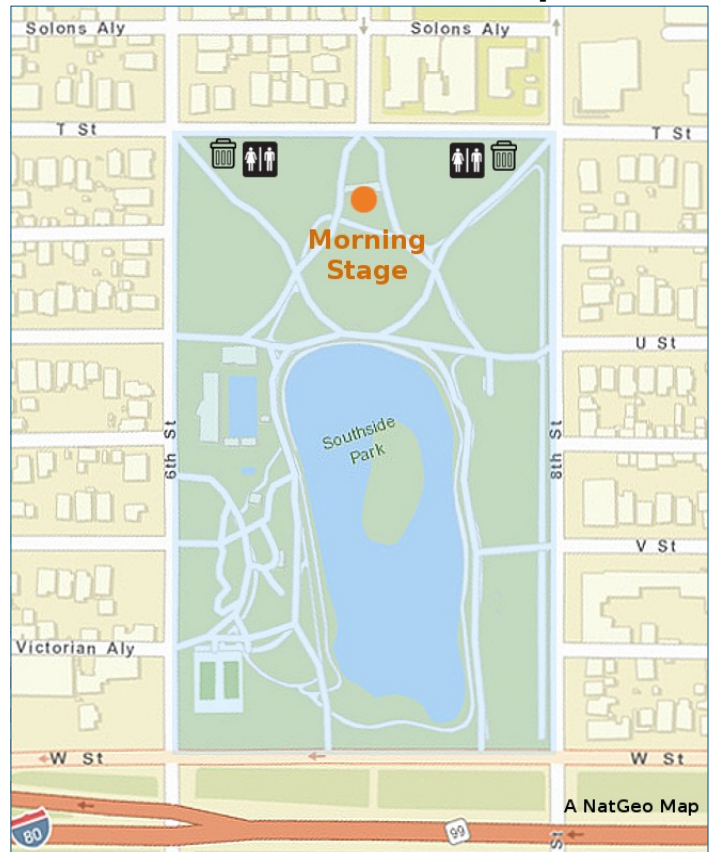 Solons Aly
Solons Aly
T St
T St
Morning
Stage
U St
Southside
Park
6th St
8th St
V St
Victorian Aly
W St
W St
A NatGeo Map
80
99
St